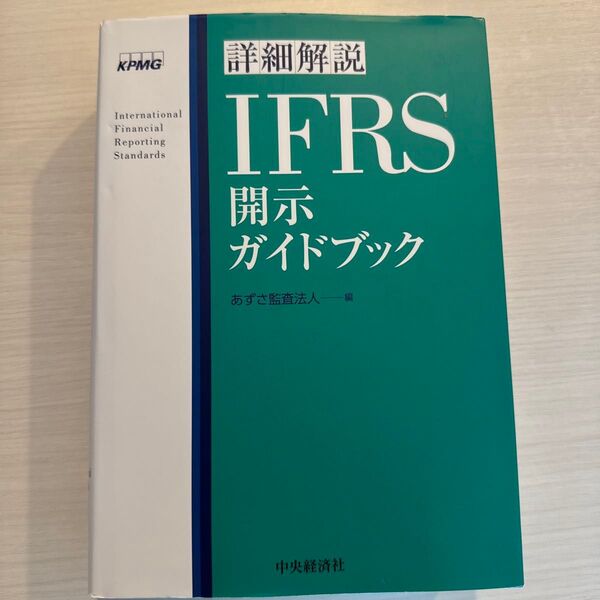 KPMG
International
Financial
Reporting
Standards
詳細解説
IFRS
開示
ガイドブック
あずさ監査法人——編
中央経済社